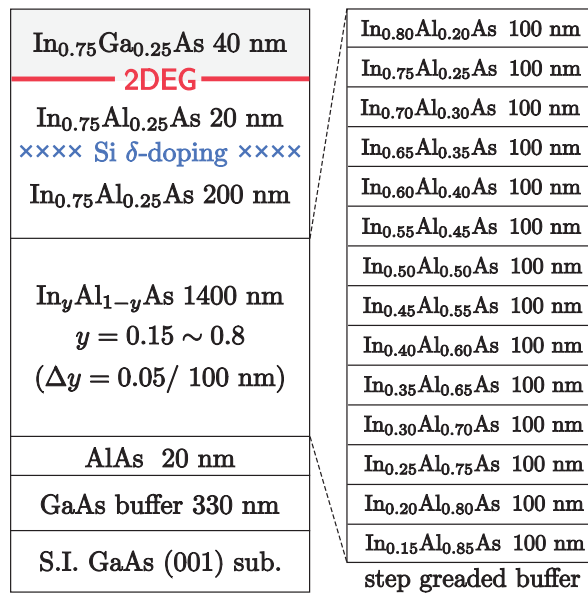 In₀.₇₅Ga₀.₂₅As 40 nm
2DEG
In₀.₇₅Al₀.₂₅As 20 nm
×××× Si δ-doping ××××
In₀.₇₅Al₀.₂₅As 200 nm
InᵧAl₁₋ᵧAs 1400 nm
y = 0.15 ∼ 0.8
(Δy = 0.05/ 100 nm)
AlAs 20 nm
GaAs buffer 330 nm
S.I. GaAs (001) sub.
In₀.₈₀Al₀.₂₀As 100 nm
In₀.₇₅Al₀.₂₅As 100 nm
In₀.₇₀Al₀.₃₀As 100 nm
In₀.₆₅Al₀.₃₅As 100 nm
In₀.₆₀Al₀.₄₀As 100 nm
In₀.₅₅Al₀.₄₅As 100 nm
In₀.₅₀Al₀.₅₀As 100 nm
In₀.₄₅Al₀.₅₅As 100 nm
In₀.₄₀Al₀.₆₀As 100 nm
In₀.₃₅Al₀.₆₅As 100 nm
In₀.₃₀Al₀.₇₀As 100 nm
In₀.₂₅Al₀.₇₅As 100 nm
In₀.₂₀Al₀.₈₀As 100 nm
In₀.₁₅Al₀.₈₅As 100 nm
step greaded buffer